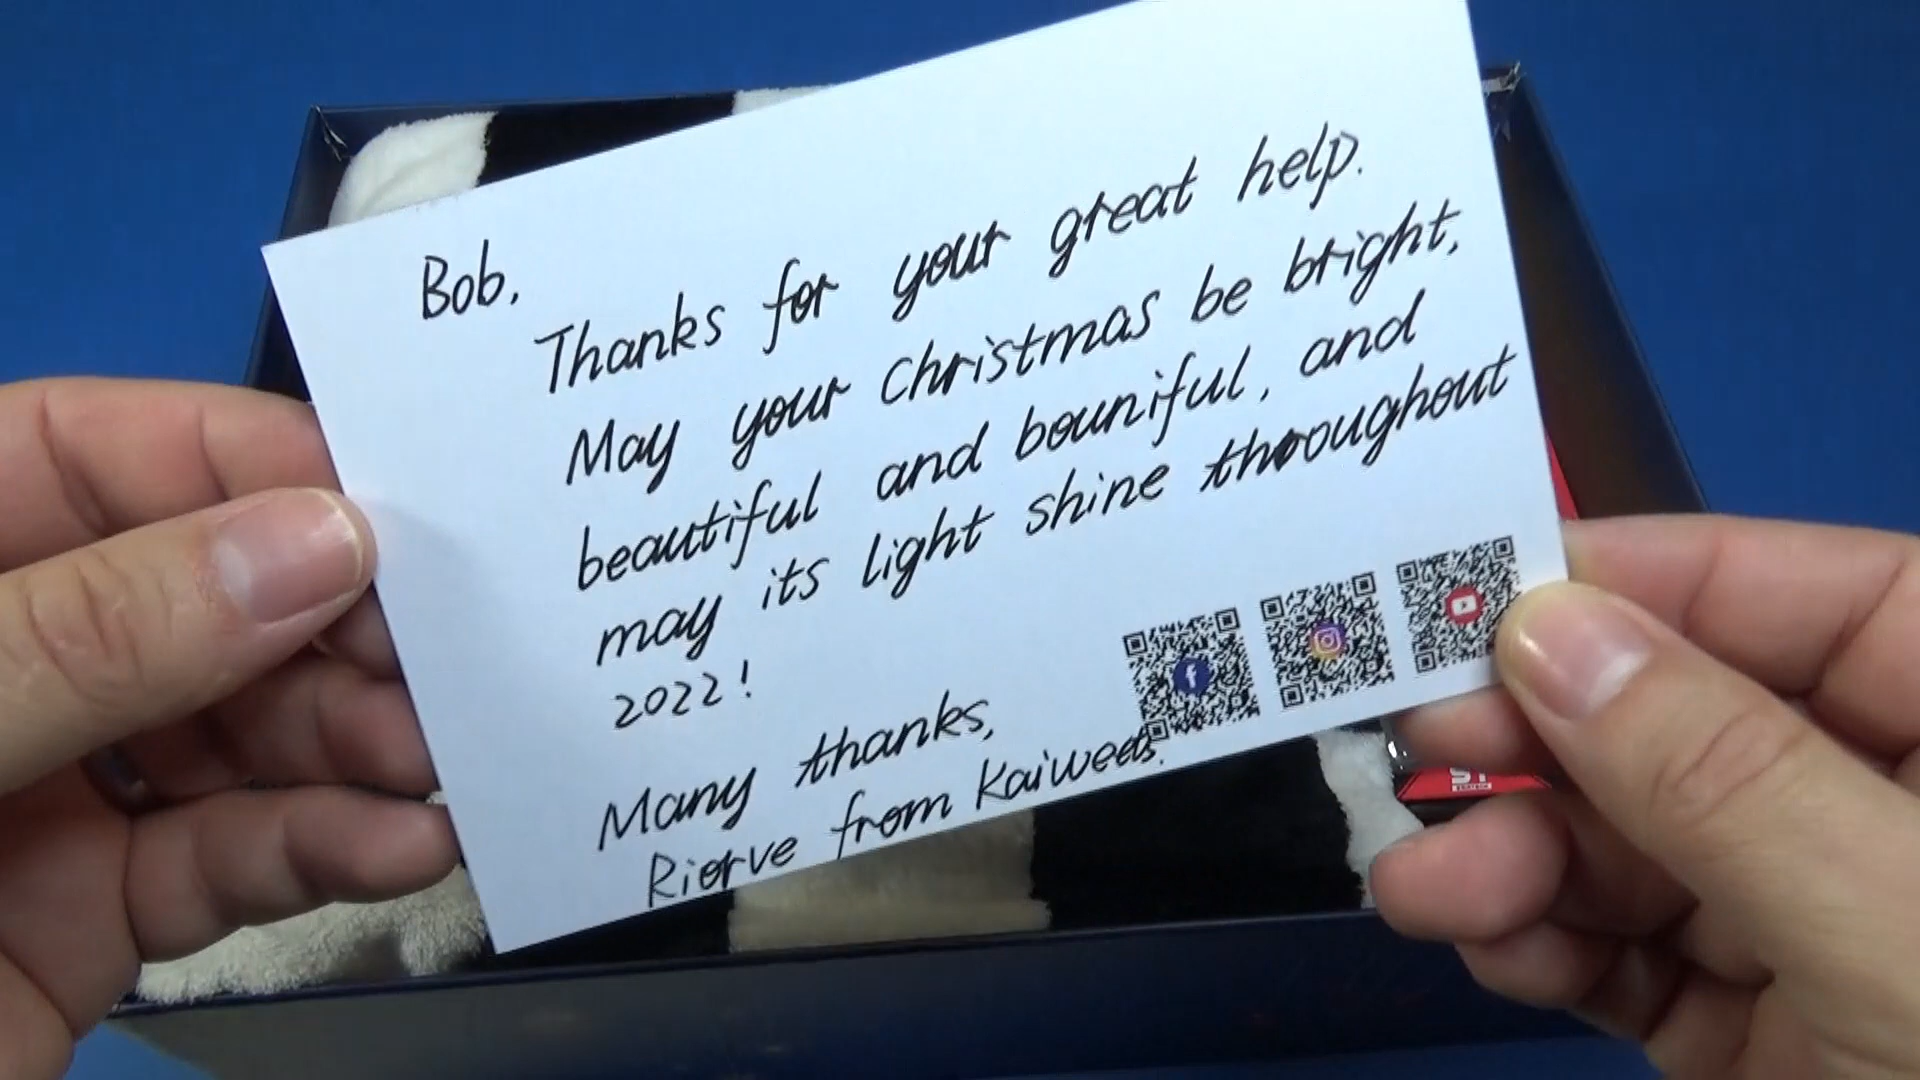 Bob,
Thanks for your great help.
May your Christmas be bright,
beautiful and bouniful, and
may its light shine throughout
2022!
Many thanks,
Riorve from Kaiweets.